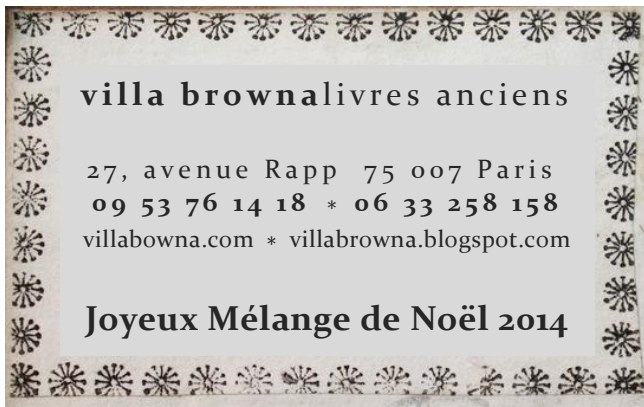 villa brownalivres anciens
27, avenue Rapp 75 007 Paris
09 53 76 14 18 * 06 33 258 158
villabowna.com * villabrowna.blogspot.com
Joyeux Mélange de Noël 2014